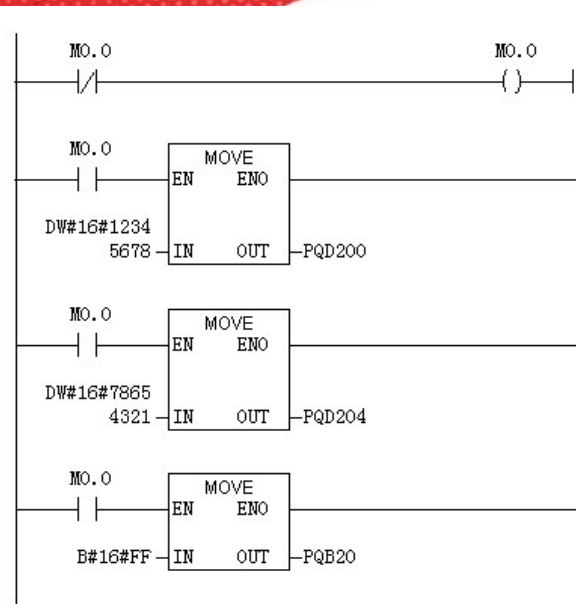 M0.0 M0.0
M0.0
MOVE
EN ENO
DW#16#1234
5678 IN OUT PQD200
M0.0
MOVE
EN ENO
DW#16#7865
4321 IN OUT PQD204
M0.0
MOVE
EN ENO
B#16#FF IN OUT PQB20